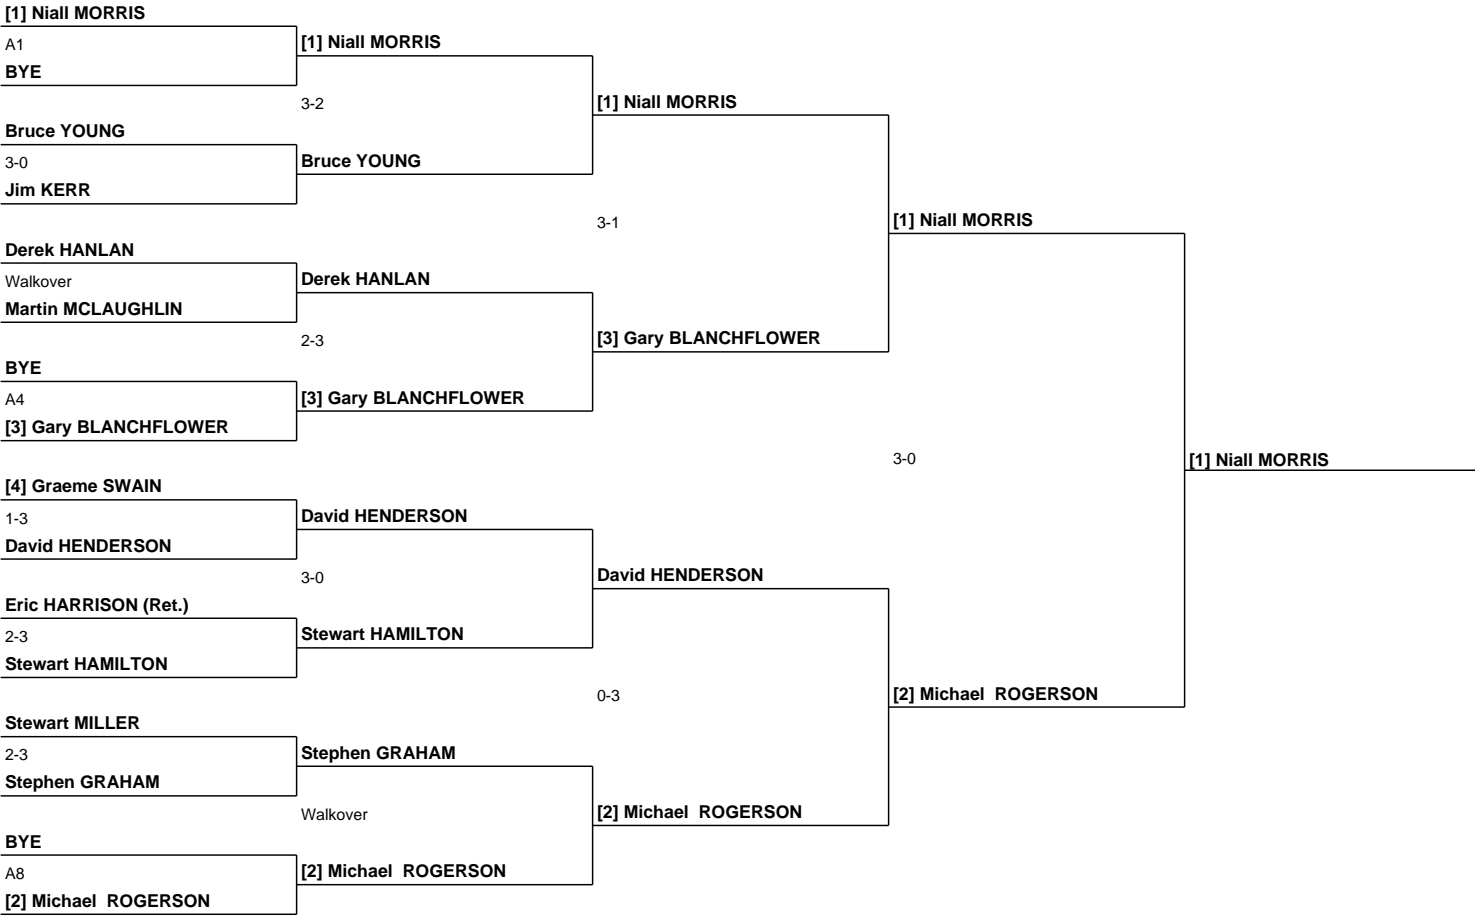 [1] Niall MORRIS
A1
BYE
Bruce YOUNG
3-0
Jim KERR
Derek HANLAN
Walkover
Martin MCLAUGHLIN
BYE
A4
[3] Gary BLANCHFLOWER
[4] Graeme SWAIN
1-3
David HENDERSON
Eric HARRISON (Ret.)
2-3
Stewart HAMILTON
Stewart MILLER
2-3
Stephen GRAHAM
BYE
A8
[2] Michael  ROGERSON
[1] Niall MORRIS
3-2
Bruce YOUNG
Derek HANLAN
2-3
[3] Gary BLANCHFLOWER
David HENDERSON
3-0
Stewart HAMILTON
Stephen GRAHAM
Walkover
[2] Michael  ROGERSON
[1] Niall MORRIS
3-1
[3] Gary BLANCHFLOWER
David HENDERSON
0-3
[2] Michael  ROGERSON
[1] Niall MORRIS
3-0
[2] Michael  ROGERSON
[1] Niall MORRIS